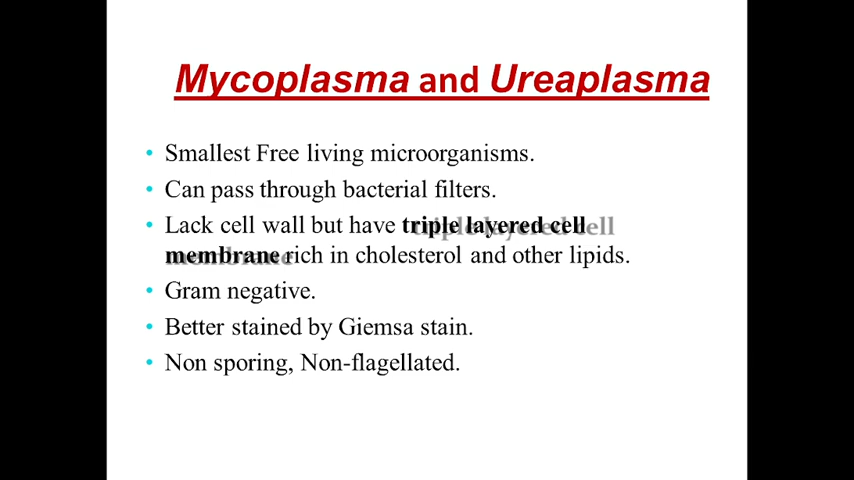 Mycoplasma and Ureaplasma
• Smallest Free living microorganisms.
• Can pass through bacterial filters.
• Lack cell wall but have triple layered cell
membrane rich in cholesterol and other lipids.
• Gram negative.
• Better stained by Giemsa stain.
• Non sporing, Non-flagellated.